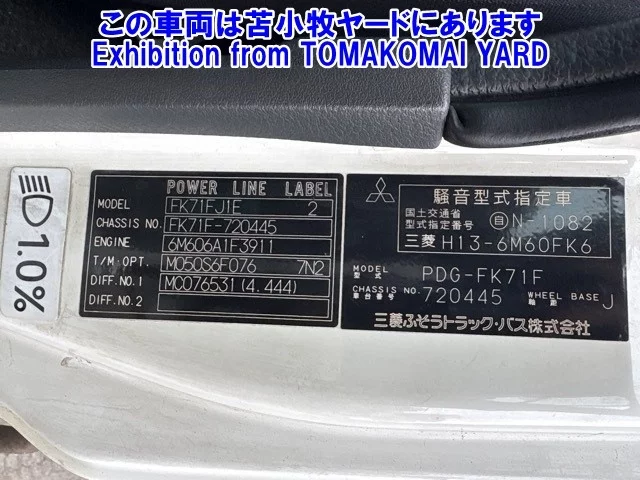 この車両は苫小牧ヤードにあります
Exhibition from TOMAKOMAI YARD
POWER LINE LABEL
MODEL FK71FJ1E 2
CHASSIS NO. FK71F-720445
ENGINE 6M606A1F3911
T/M:OPT. M050S6F076 7N2
DIFF. NO.1 MC076531 (4.444)
DIFF. NO.2
騒音型式指定車
国土交通省
型式指定番号 自 N-1082
三菱 H13-6M60FK6
MODEL
型式 PDG-FK71F
CHASSIS NO.
車台番号 720445 WHEEL BASE
軸距 J
三菱ふそうトラック・バス株式会社
1.0%